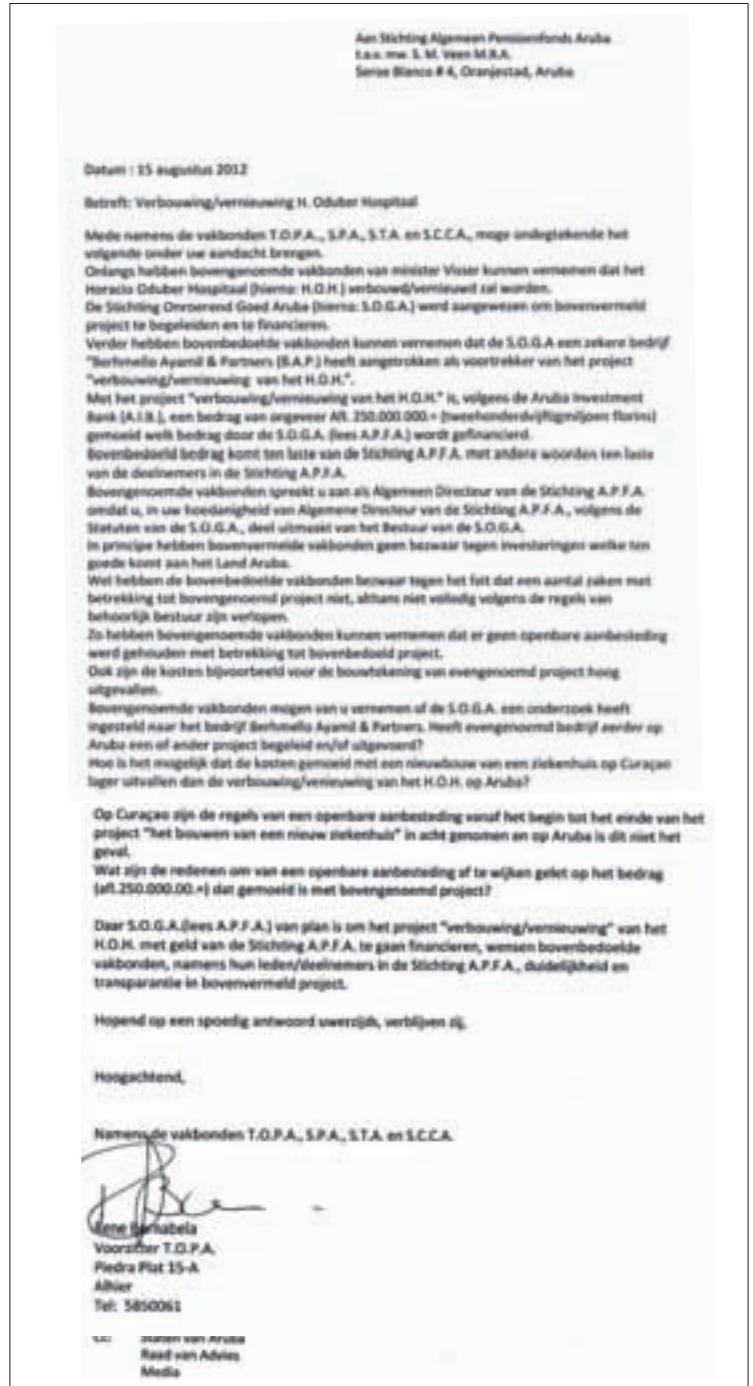 Aan Stichting Algemeen Pensioenfonds Aruba
t.a.v. mw. S. M. Veen M.B.A.
Seroe Blanco # 4, Oranjestad, Aruba
Datum : 15 augustus 2012
Betreft: Verbouwing/vernieuwing H. Oduber Hospitaal
Mede namens de vakbonden T.O.P.A., S.P.A., S.T.A. en S.C.C.A., moge ondegtekende het
volgende onder uw aandacht brengen.
Onlangs hebben bovengenoemde vakbonden van minister Visser kunnen vernemen dat het
Horacio Oduber Hospitaal (hierna: H.O.H.) verbouwd/vernieuwd zal worden.
De Stichting Onroerend Goed Aruba (hierna: S.O.G.A.) werd aangewezen om bovenvermeld
project te begeleiden en te financieren.
Verder hebben bovenbedoelde vakbonden kunnen vernemen dat de S.O.G.A een zekere bedrijf
"Berhmello Ayamil & Partners (B.A.P.) heeft aangetrokken als voortrekker van het project
"verbouwing/vernieuwing van het H.O.H.".
Met het project "verbouwing/vernieuwing van het H.O.H." is, volgens de Aruba Investment
Bank (A.I.B.), een bedrag van ongeveer Afl. 250.000.000.= (tweehonderdvijftigmiljoen florins)
gemoeid welk bedrag door de S.O.G.A. (lees A.P.F.A.) wordt gefinancierd.
Bovenbedoeld bedrag komt ten laste van de Stichting A.P.F.A. met andere woorden ten laste
van de deelnemers in de Stichting A.P.F.A.
Bovengenoemde vakbonden spreekt u aan als Algemeen Directeur van de Stichting A.P.F.A.
omdat u, in uw hoedanigheid van Algemene Directeur van de Stichting A.P.F.A., volgens de
Statuten van de S.O.G.A., deel uitmaakt van het Bestuur van de S.O.G.A.
In principe hebben bovenvermelde vakbonden geen bezwaar tegen investeringen welke ten
goede komt aan het Land Aruba.
Wel hebben de bovenbedoelde vakbonden bezwaar tegen het feit dat een aantal zaken met
betrekking tot bovengenoemd project niet, althans niet volledig volgens de regels van
behoorlijk bestuur zijn verlopen.
Zo hebben bovengenoemde vakbonden kunnen vernemen dat er geen openbare aanbesteding
werd gehouden met betrekking tot bovenbedoeld project.
Ook zijn de kosten bijvoorbeeld voor de bouwtekening van evengenoemd project hoog
uitgevallen.
Bovengenoemde vakbonden mogen van u vernemen of de S.O.G.A. een onderzoek heeft
ingesteld naar het bedrijf Berhmello Ayamil & Partners. Heeft evengenoemd bedrijf eerder op
Aruba een of ander project begeleid en/of uitgevoerd?
Hoe is het mogelijk dat de kosten gemoeid met een nieuwbouw van een ziekenhuis op Curaçao
lager uitvallen dan de verbouwing/venieuwing van het H.O.H. op Aruba?
Op Curaçao zijn de regels van een openbare aanbesteding vanaf het begin tot het einde van het
project "het bouwen van een nieuw ziekenhuis" in acht genomen en op Aruba is dit niet het
geval.
Wat zijn de redenen om van een openbare aanbesteding af te wijken gelet op het bedrag
(afl.250.000.00.=) dat gemoeid is met bovengenoemd project?
Daar S.O.G.A.(lees A.P.F.A.) van plan is om het project "verbouwing/vernieuwing" van het
H.O.H. met geld van de Stichting A.P.F.A. te gaan financieren, wensen bovenbedoelde
vakbonden, namens hun leden/deelnemers in de Stichting A.P.F.A., duidelijkheid en
transparantie in bovenvermeld project.
Hopend op een spoedig antwoord uwerzijds, verblijven zij,
Hoogachtend,
Namens de vakbonden T.O.P.A., S.P.A., S.T.A. en S.C.C.A.
Voorzitter T.O.P.A.
Piedra Plat 15-A
Alhier
Tel: 5850061
cc: Staten van Aruba
Raad van Advies
Media